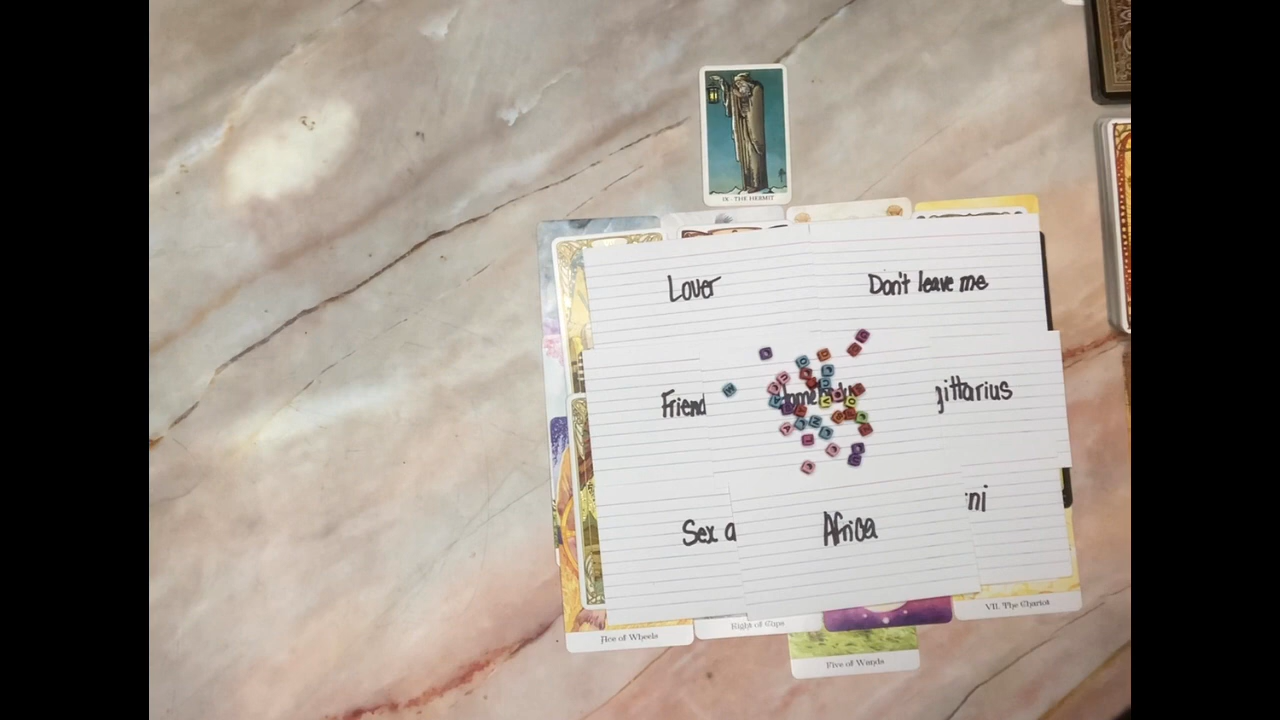 IX · THE HERMIT
Lover
Don't leave me
Friend
gittarius
Sex a
Africa
ni
Ace of Wheels
Eight of Cups
VII. The Chariot
Five of Wands